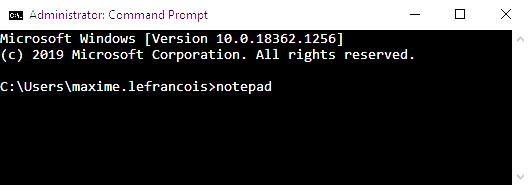 C:\. Administrator: Command Prompt
Microsoft Windows [Version 10.0.18362.1256]
(c) 2019 Microsoft Corporation. All rights reserved.
C:\Users\maxime.lefrancois>notepad